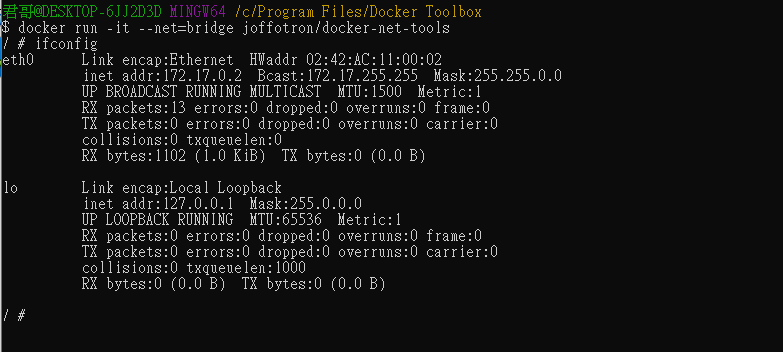 君哥@DESKTOP-6JJ2D3D MINGW64 /c/Program Files/Docker Toolbox
$ docker run -it --net=bridge joffotron/docker-net-tools
/ # ifconfig
eth0      Link encap:Ethernet  HWaddr 02:42:AC:11:00:02
          inet addr:172.17.0.2  Bcast:172.17.255.255  Mask:255.255.0.0
          UP BROADCAST RUNNING MULTICAST  MTU:1500  Metric:1
          RX packets:13 errors:0 dropped:0 overruns:0 frame:0
          TX packets:0 errors:0 dropped:0 overruns:0 carrier:0
          collisions:0 txqueuelen:0
          RX bytes:1102 (1.0 KiB)  TX bytes:0 (0.0 B)
lo        Link encap:Local Loopback
          inet addr:127.0.0.1  Mask:255.0.0.0
          UP LOOPBACK RUNNING  MTU:65536  Metric:1
          RX packets:0 errors:0 dropped:0 overruns:0 frame:0
          TX packets:0 errors:0 dropped:0 overruns:0 carrier:0
          collisions:0 txqueuelen:1000
          RX bytes:0 (0.0 B)  TX bytes:0 (0.0 B)
/ #